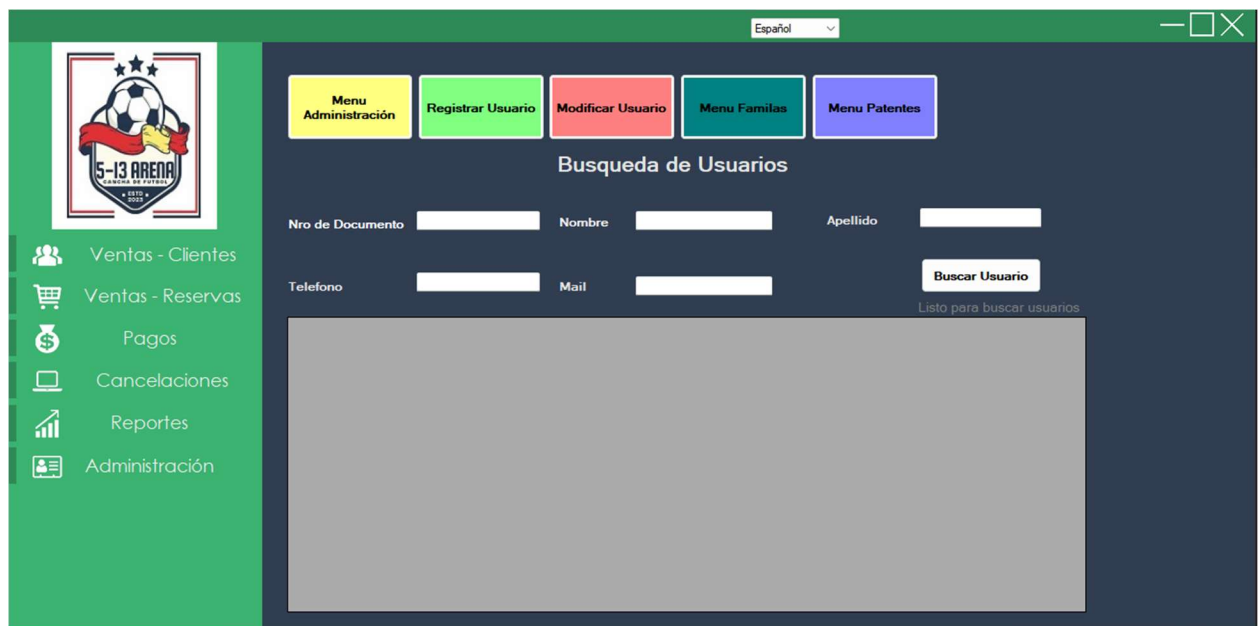 Español
5-13 ARENA
CANCHA DE FUTBOL
ESTD
2023
Menu
Administración
Registrar Usuario
Modificar Usuario
Menu Familas
Menu Patentes
Busqueda de Usuarios
Nro de Documento
Nombre
Apellido
Telefono
Mail
Buscar Usuario
Listo para buscar usuarios
Ventas - Clientes
Ventas - Reservas
Pagos
Cancelaciones
Reportes
Administración